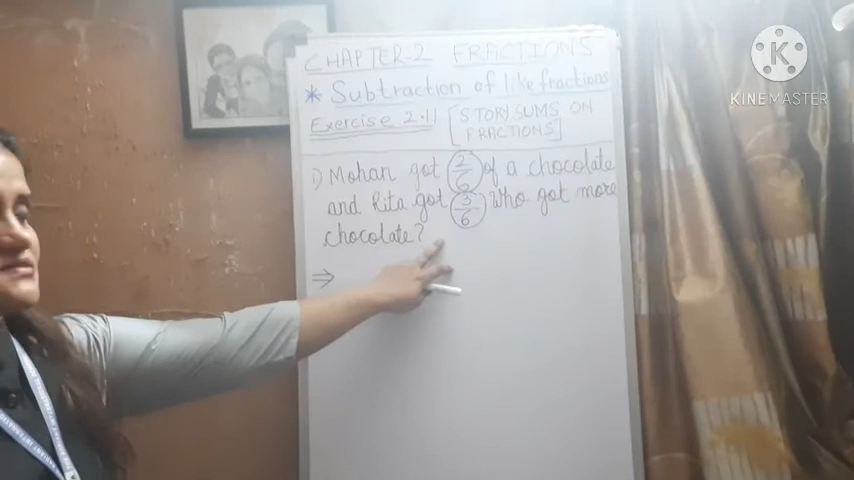 CHAPTER-2 FRACTIONS
* Subtraction of like fractions
Exercise 2.11 [STORY SUMS ON FRACTIONS]
1) Mohan got 2/6 of a chocolate
and Rita got 3/6. Who got more
chocolate?
⇒
K
KINEMASTER